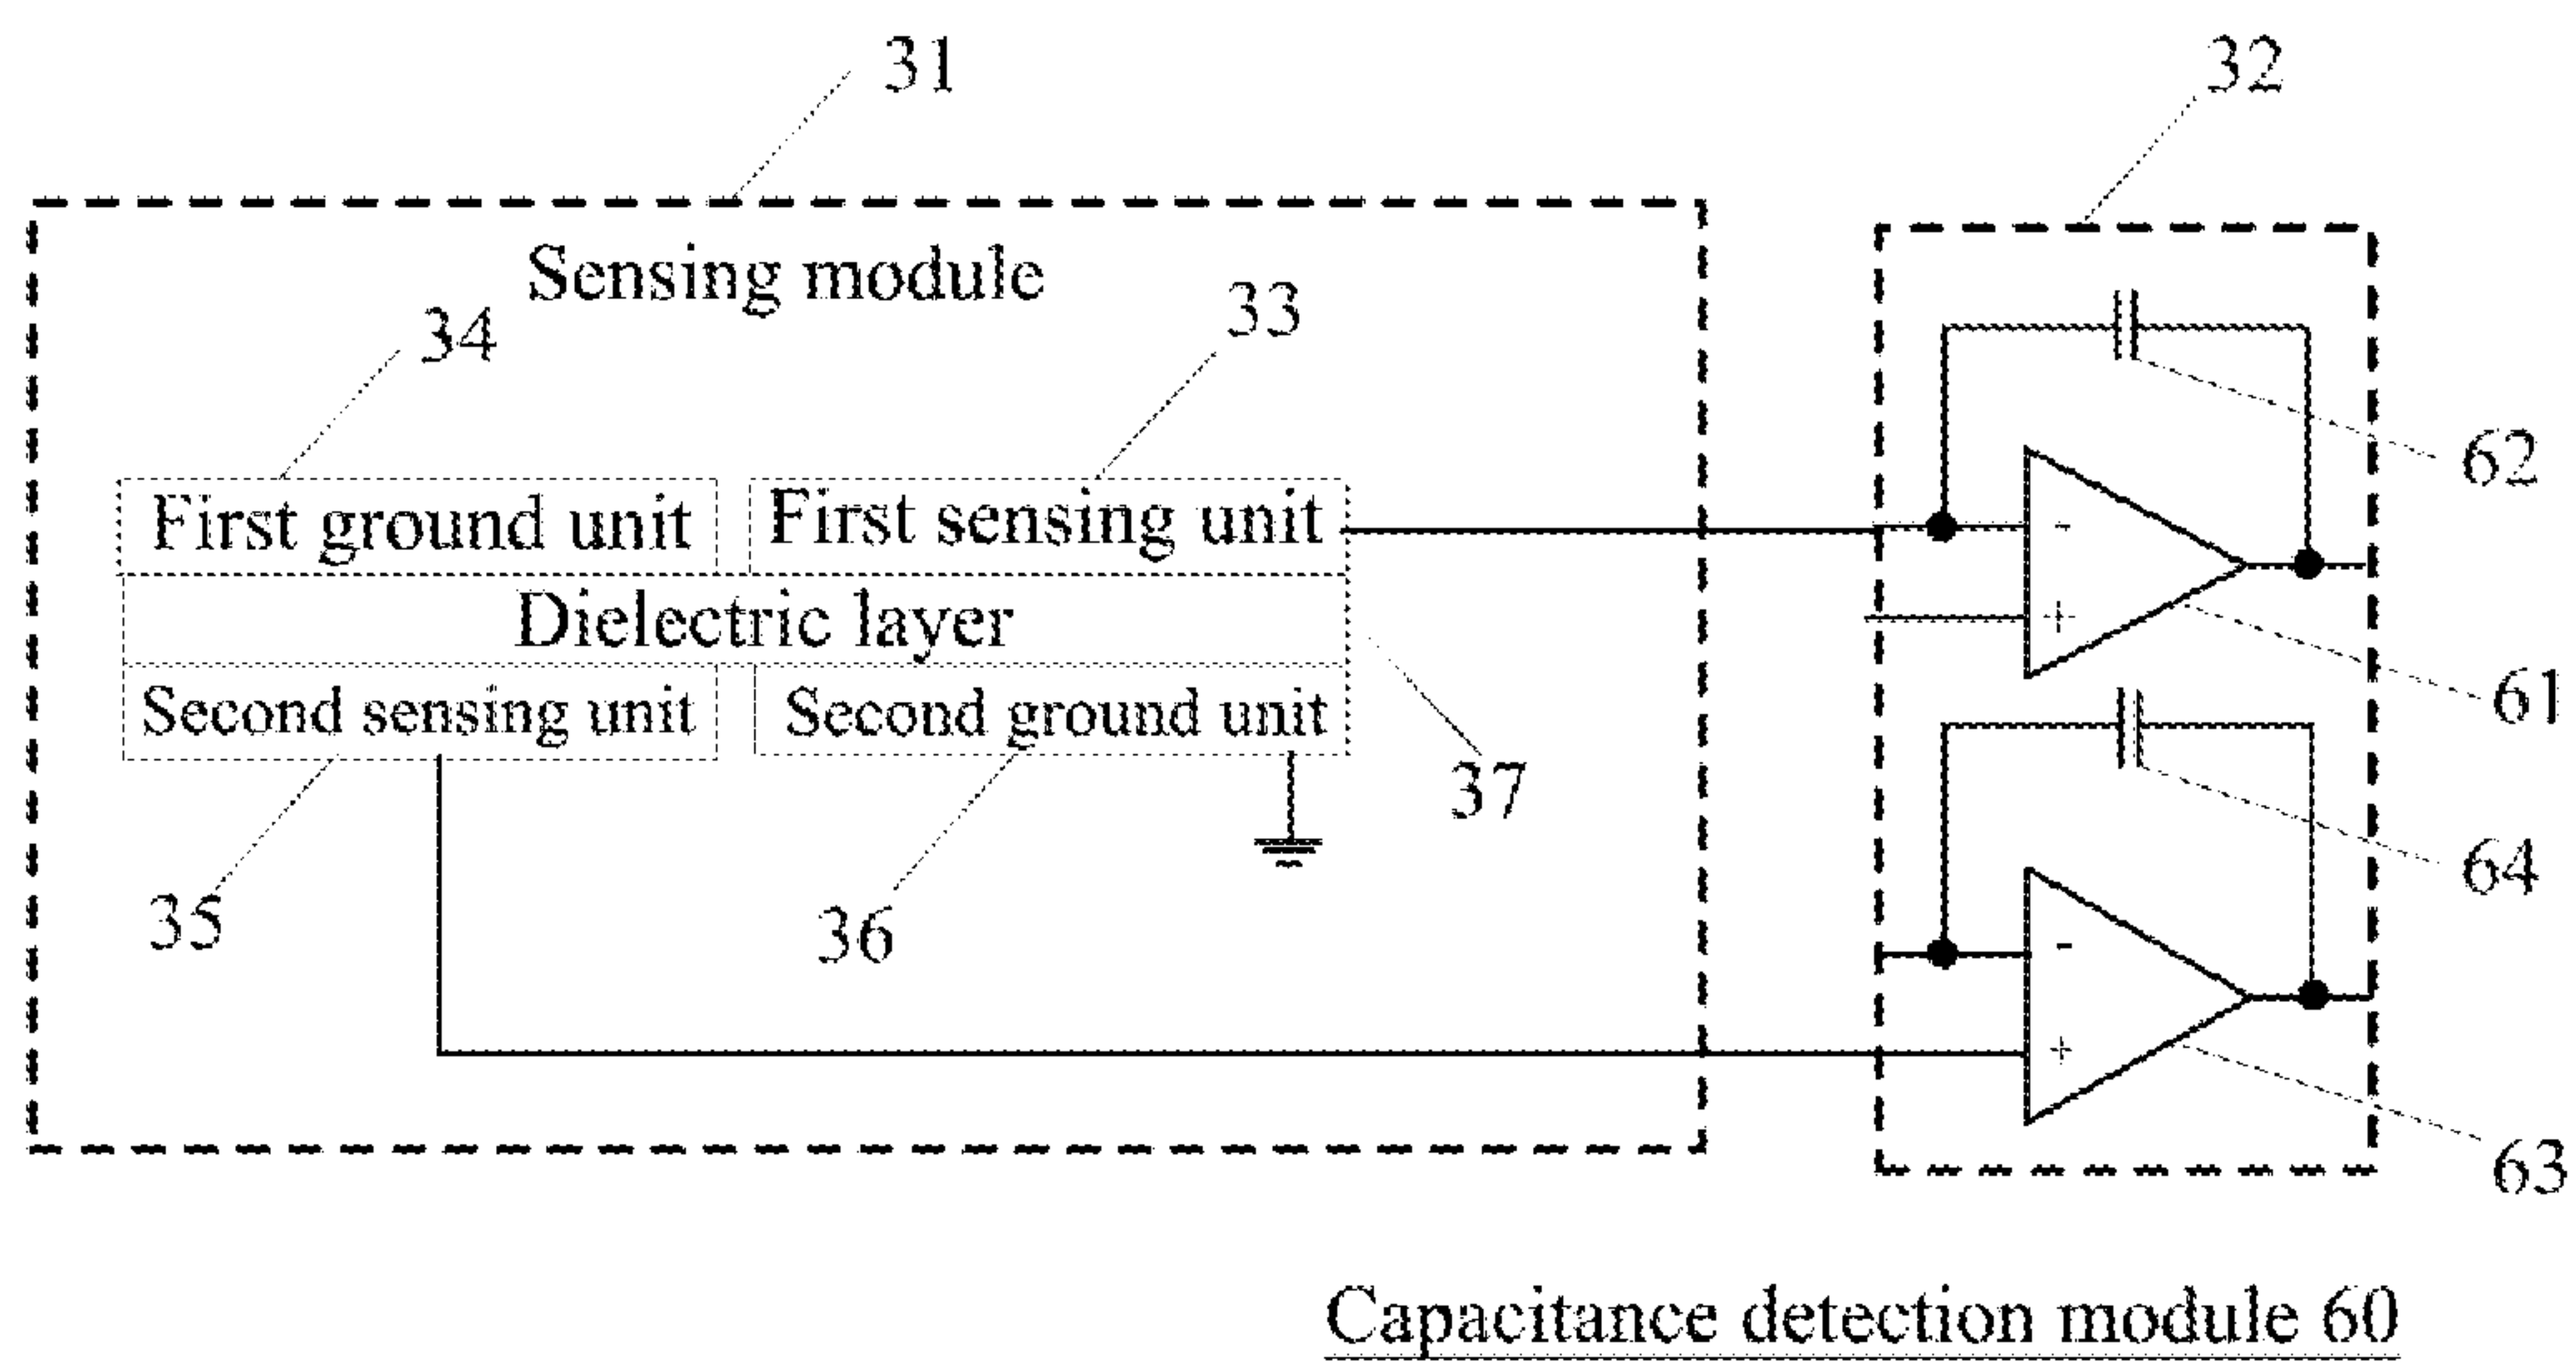 31
32
Sensing module
34
33
62
First ground unit
First sensing unit
-
+
Dielectric layer
61
Second sensing unit
Second ground unit
37
64
35
36
-
+
63
Capacitance detection module 60